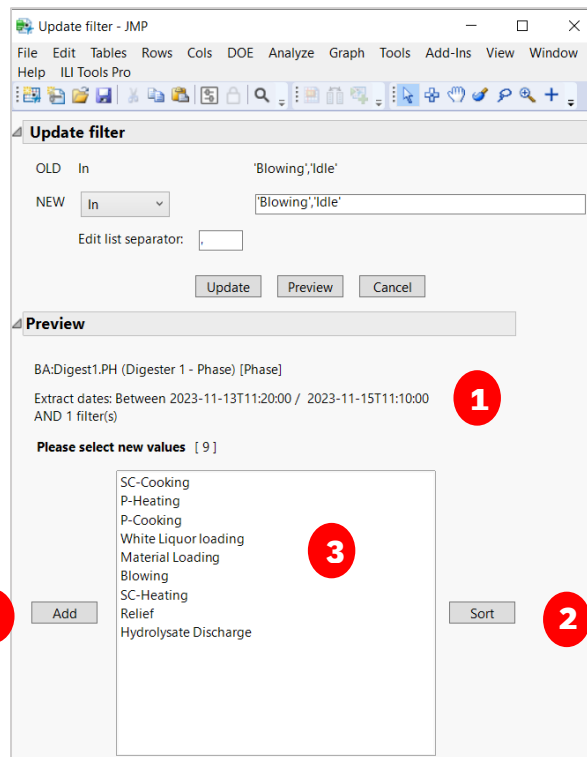 Update filter - JMP
File Edit Tables Rows Cols DOE Analyze Graph Tools Add-Ins View Window
Help ILI Tools Pro
Update filter
OLD In 'Blowing','Idle'
NEW In 'Blowing','Idle'
Edit list separator: ,
Update Preview Cancel
Preview
BA:Digest1.PH (Digester 1 - Phase) [Phase]
Extract dates: Between 2023-11-13T11:20:00 / 2023-11-15T11:10:00
AND 1 filter(s)
1
Please select new values [ 9 ]
SC-Cooking
P-Heating
P-Cooking
White Liquor loading
Material Loading
Blowing
SC-Heating
Relief
Hydrolysate Discharge
3
Add
Sort
2